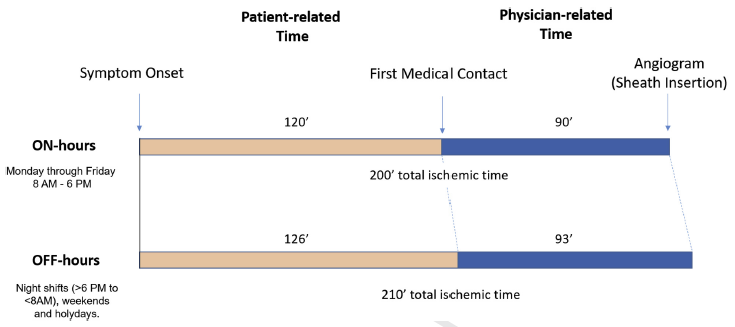 Patient-related
Time
Physician-related
Time
Symptom Onset
First Medical Contact
Angiogram
(Sheath Insertion)
120’
90’
ON-hours
Monday through Friday
8 AM - 6 PM
200’ total ischemic time
126’
93’
OFF-hours
Night shifts (>6 PM to
<8AM), weekends
and holydays.
210’ total ischemic time